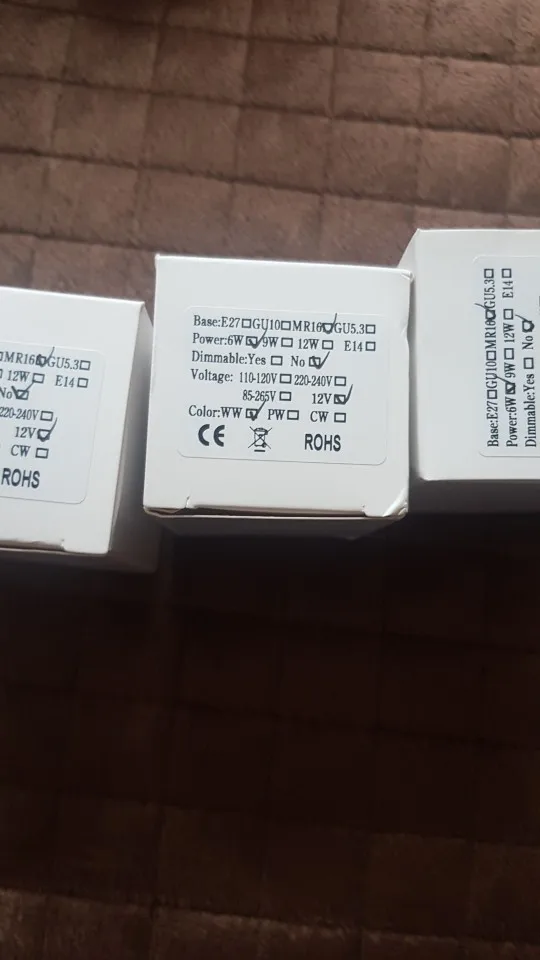 MR16☑GU5.3☐
12W☐ E14☐
No☑
220-240V☐
12V☑
CW ☐
ROHS
Base:E27☐GU10☐MR16☑GU5.3☐
Power:6W☑9W☐ 12W☐ E14☐
Dimmable:Yes ☐ No☑
Voltage: 110-120V☐ 220-240V☐
85-265V☐ 12V☑
Color:WW☑ PW☐ CW ☐
CE ROHS
Base:E27☐GU10☐MR16☑GU5.3☐
Power:6W☑9W☐ 12W☐ E14☐
Dimmable:Yes ☐ No☑